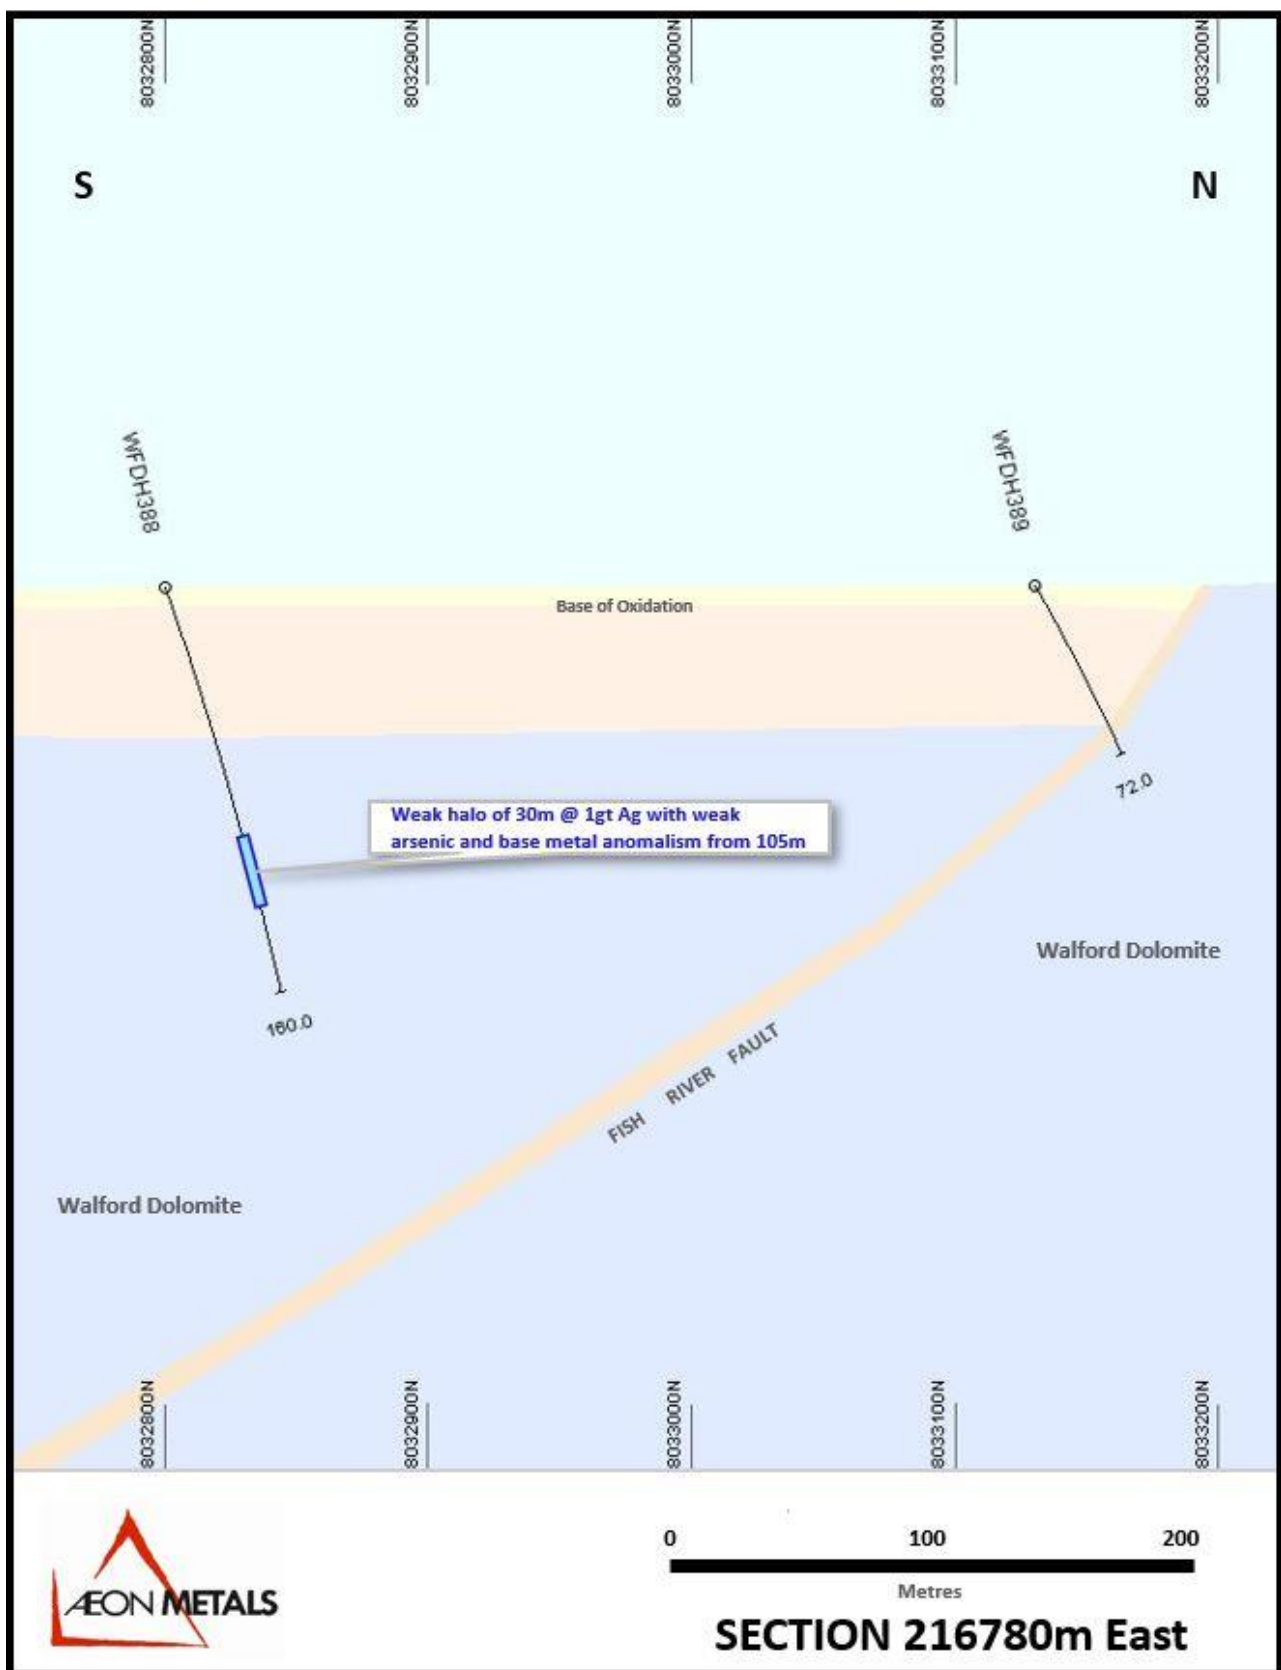 8032800N
8032900N
8033000N
8033100N
8033200N
S
N
WFDH388
WFDH389
Base of Oxidation
72.0
Weak halo of 30m @ 1gt Ag with weak
arsenic and base metal anomalism from 105m
Walford Dolomite
160.0
FISH RIVER FAULT
Walford Dolomite
8032800N
8032900N
8033000N
8033100N
8033200N
0 100 200
Metres
ÆON METALS
SECTION 216780m East